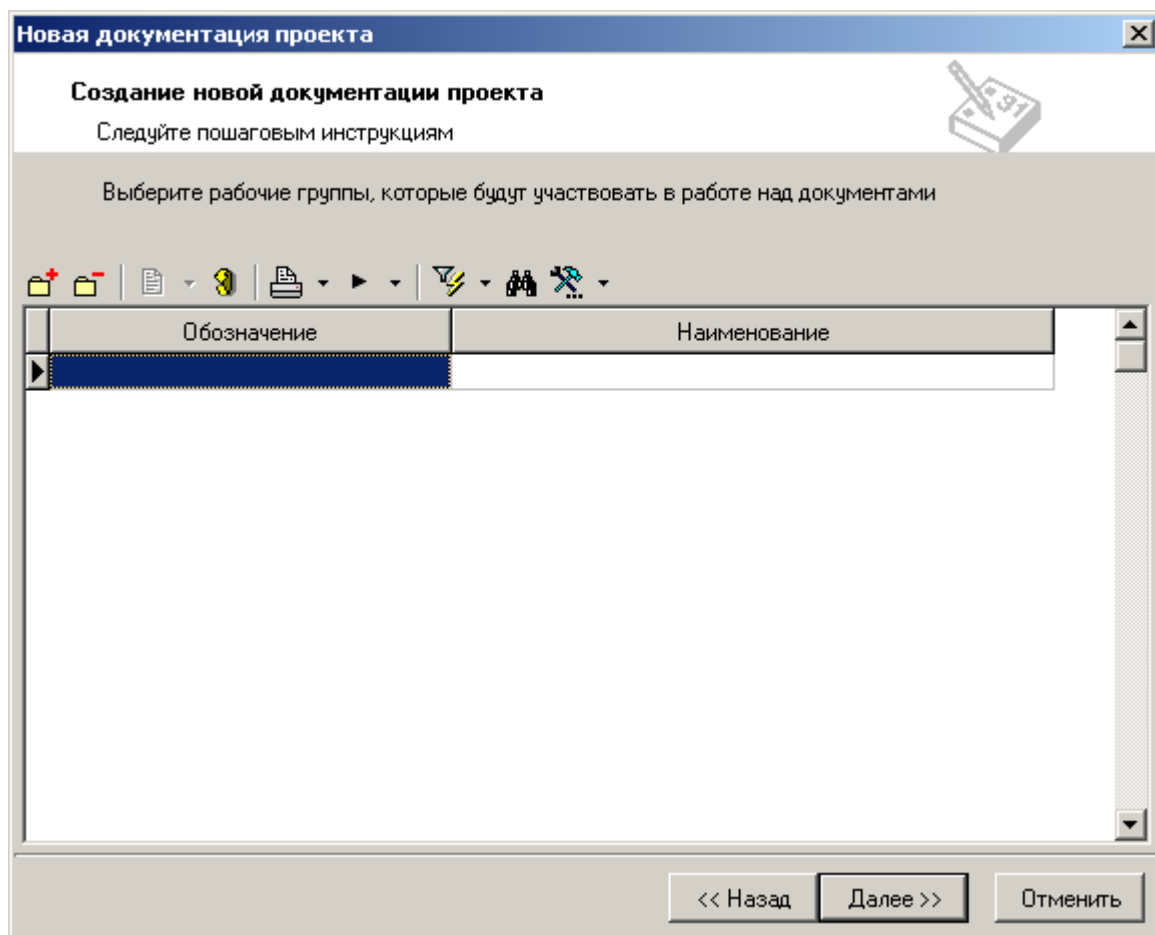 Новая документация проекта
Создание новой документации проекта
Следуйте пошаговым инструкциям
31
Выберите рабочие группы, которые будут участвовать в работе над документами
Обозначение Наименование
<< Назад Далее >> Отменить